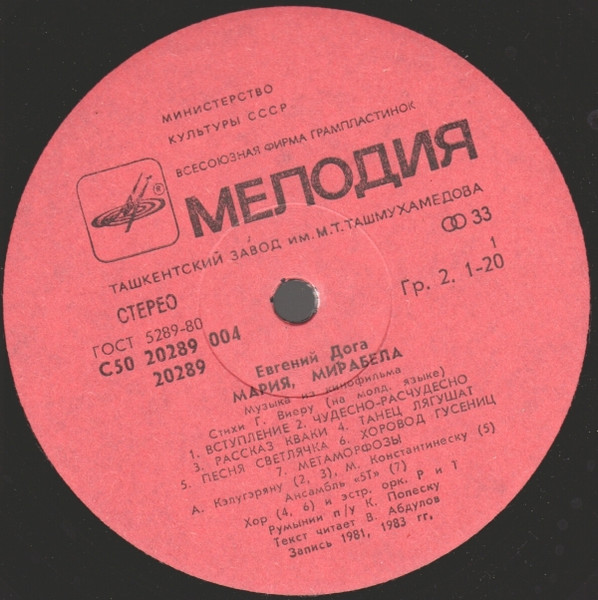 МИНИСТЕРСТВО
КУЛЬТУРЫ СССР
ВСЕСОЮЗНАЯ ФИРМА ГРАМПЛАСТИНОК
МЕЛОДИЯ
®
ТАШКЕНТСКИЙ ЗАВОД ИМ. М.Т.ТАШМУХАМЕДОВА
СТЕРЕО
33
ГОСТ 5289-80
1
С50 20289 004
Гр. 2. 1-20
20289
Евгений Дога
МАРИЯ, МИРАБЕЛА
Музыка из кинофильма
Стихи Г. Виеру (на молд. языке)
1. ВСТУПЛЕНИЕ 2. ЧУДЕСНО-РАСЧУДЕСНО
3. РАССКАЗ КВАКИ 4. ТАНЕЦ ЛЯГУШАТ
5. ПЕСНЯ СВЕТЛЯЧКА 6. ХОРОВОД ГУСЕНИЦ
7. МЕТАМОРФОЗЫ
А. Кэлугэряну (2, 3), М. Константинеску (5)
Ансамбль «5T» (7)
Хор (4, 6) и эстр. орк. Р и Т
Румынии п/у К. Попеску
Текст читает В. Абдулов
Запись 1981, 1983 гг.